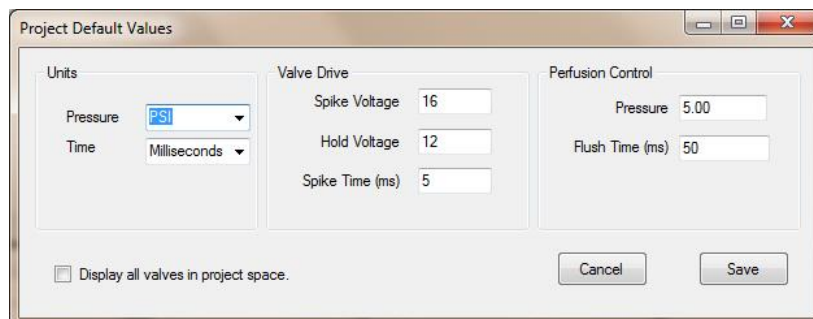 Project Default Values
Units
Pressure PSI
Time Milliseconds
Valve Drive
Spike Voltage 16
Hold Voltage 12
Spike Time (ms) 5
Perfusion Control
Pressure 5.00
Flush Time (ms) 50
Display all valves in project space.
Cancel Save